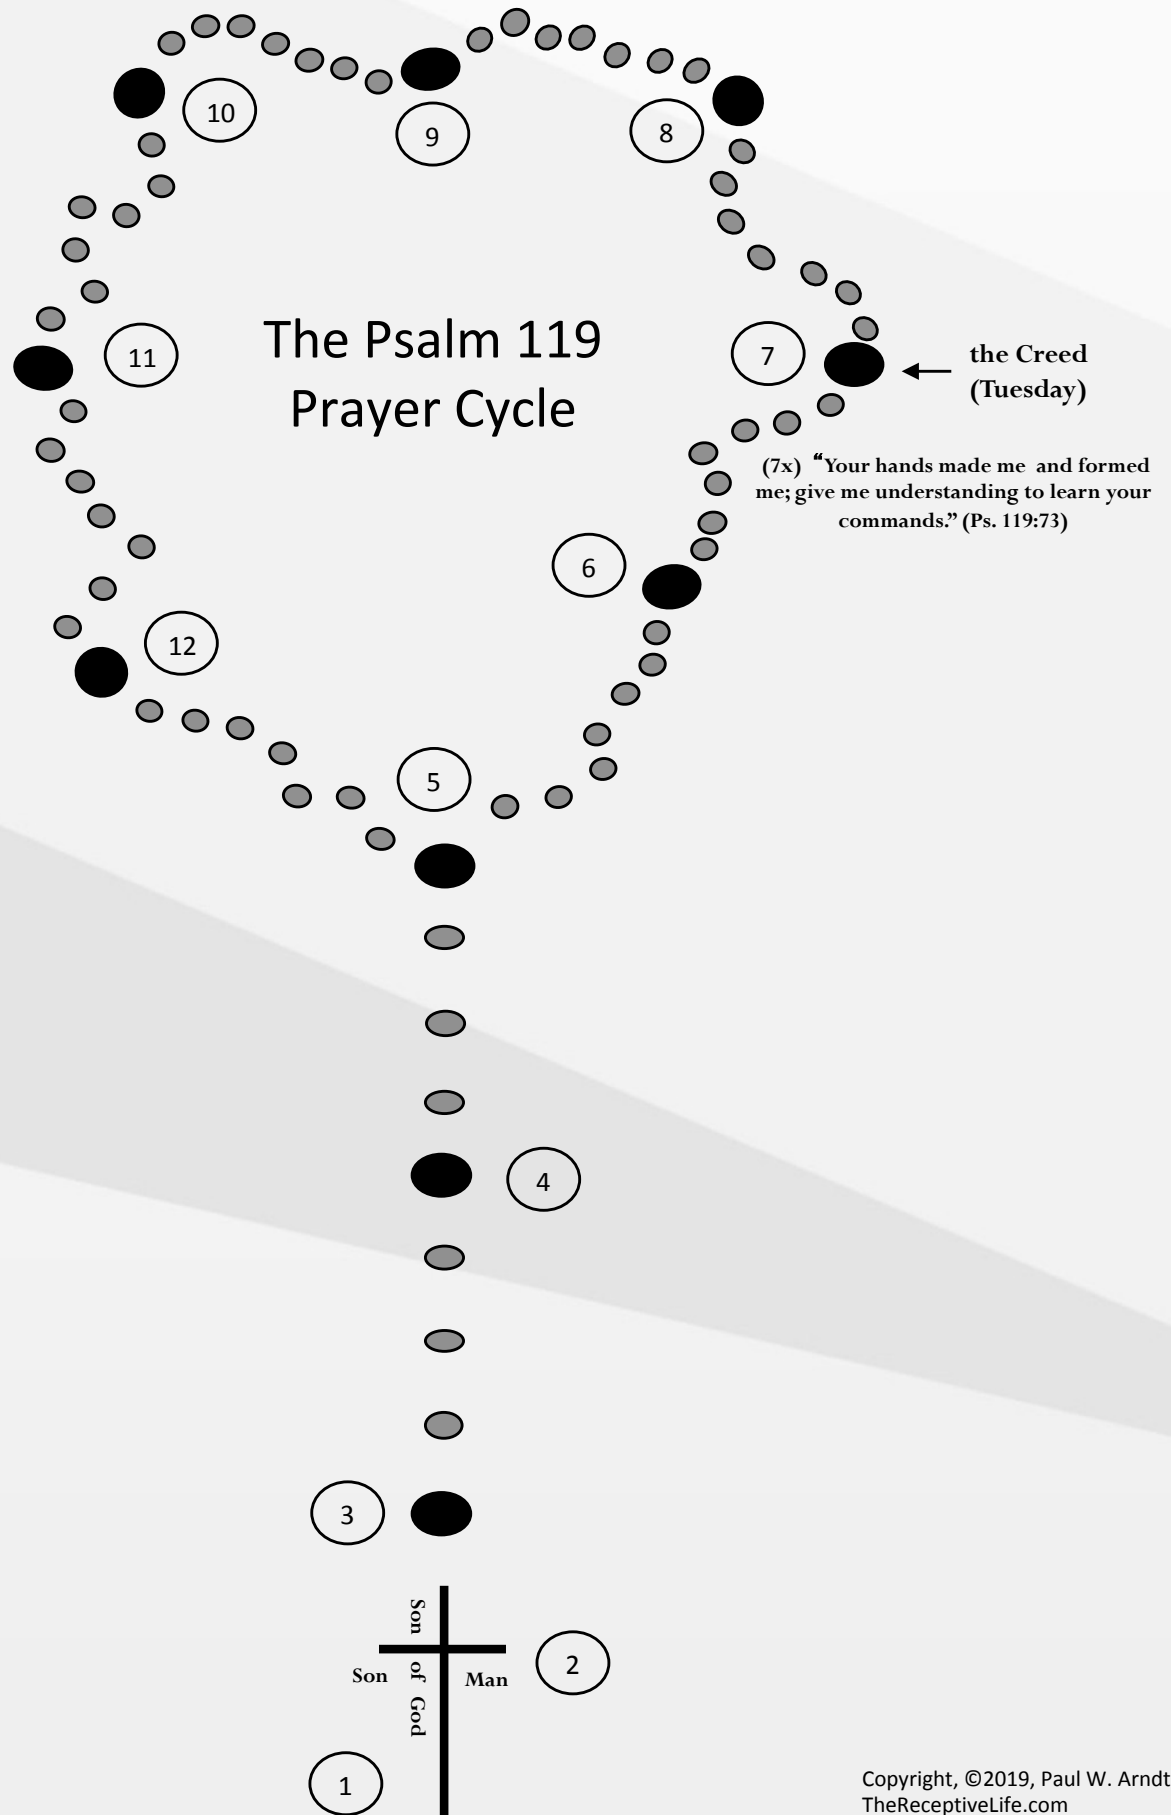 10
9
8
The Psalm 119
Prayer Cycle
11
7
the Creed
(Tuesday)
(7x) “Your hands made me and formed
me; give me understanding to learn your
commands.” (Ps. 119:73)
6
12
5
4
3
Son of God
Son
Man
2
1
Copyright, ©2019, Paul W. Arndt
TheReceptiveLife.com